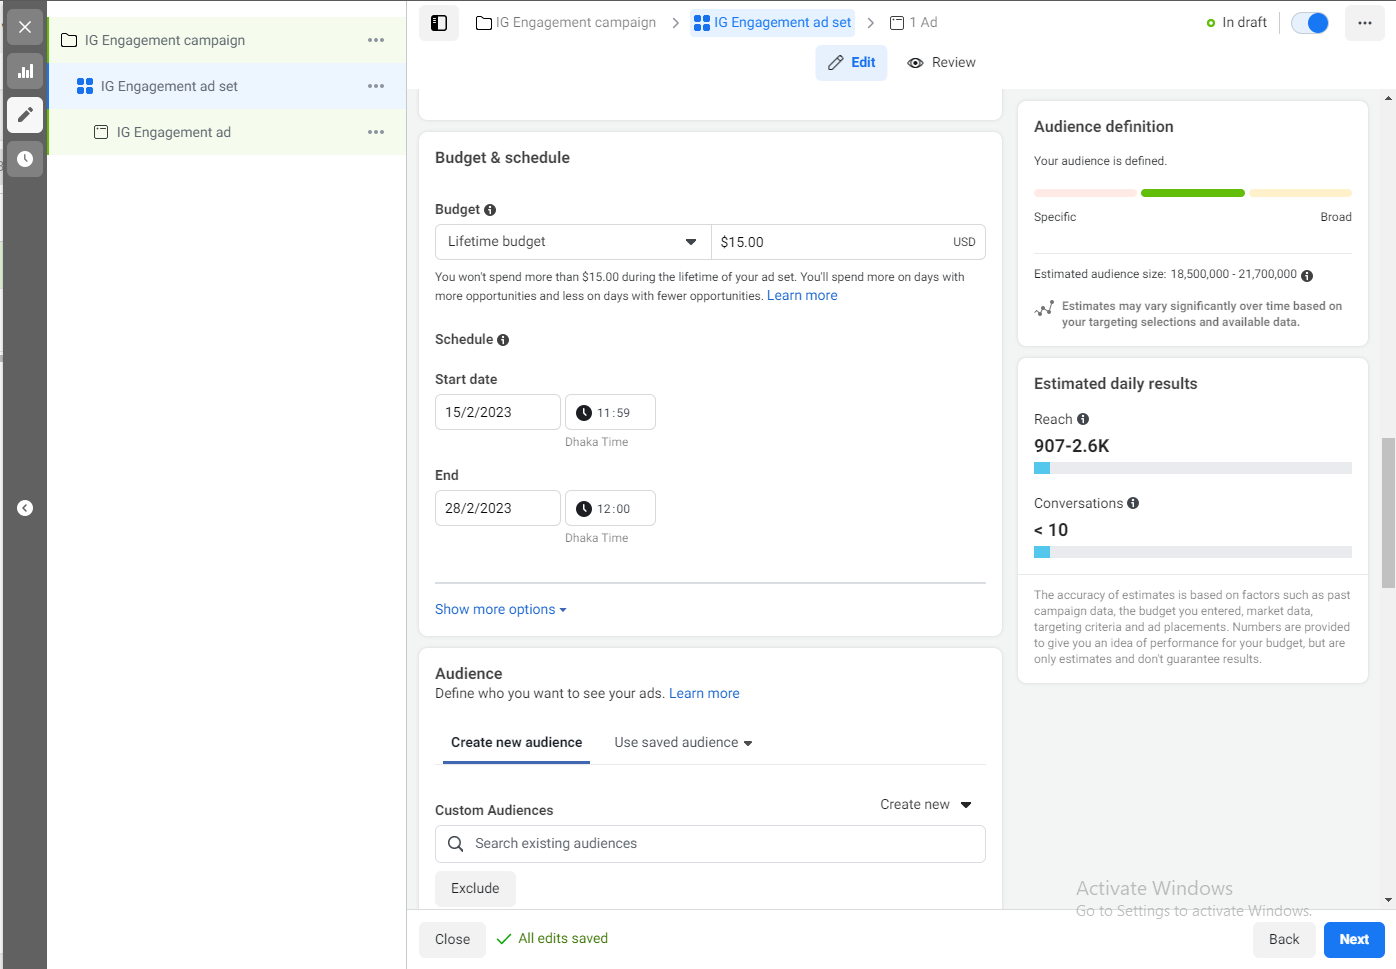 IG Engagement campaign
IG Engagement ad set
IG Engagement ad
IG Engagement campaign
IG Engagement ad set
1 Ad
In draft
Edit
Review
Budget & schedule
Budget
Lifetime budget
$15.00
USD
You won't spend more than $15.00 during the lifetime of your ad set. You'll spend more on days with
more opportunities and less on days with fewer opportunities. Learn more
Schedule
Start date
15/2/2023
11:59
Dhaka Time
End
28/2/2023
12:00
Dhaka Time
Show more options
Audience
Define who you want to see your ads. Learn more
Create new audience
Use saved audience
Custom Audiences
Create new
Search existing audiences
Exclude
Audience definition
Your audience is defined.
Specific
Broad
Estimated audience size: 18,500,000 - 21,700,000
Estimates may vary significantly over time based on
your targeting selections and available data.
Estimated daily results
Reach
907-2.6K
Conversations
< 10
The accuracy of estimates is based on factors such as past
campaign data, the budget you entered, market data,
targeting criteria and ad placements. Numbers are provided
to give you an idea of performance for your budget, but are
only estimates and don't guarantee results.
Activate Windows
Go to Settings to activate Windows.
Close
All edits saved
Back
Next